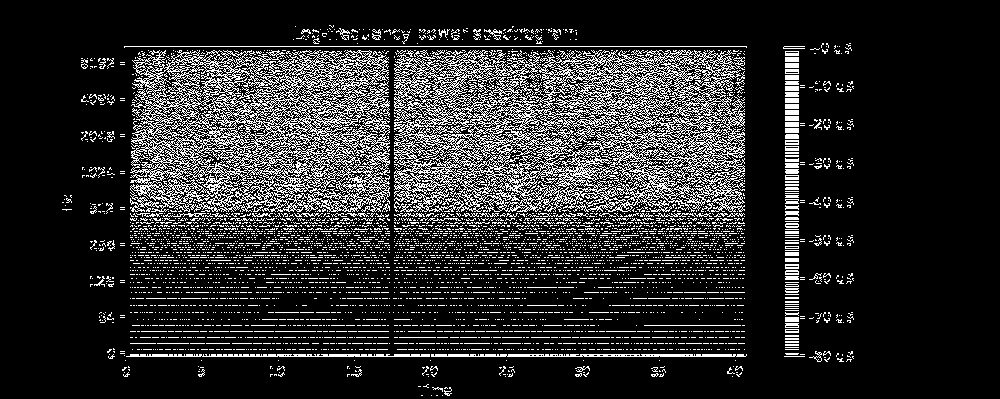 Log-frequency power spectrogram
Hz
8192
4096
2048
1024
512
256
128
64
0
0
5
10
15
20
25
30
35
40
Time
-0 dB
-10 dB
-20 dB
-30 dB
-40 dB
-50 dB
-60 dB
-70 dB
-80 dB